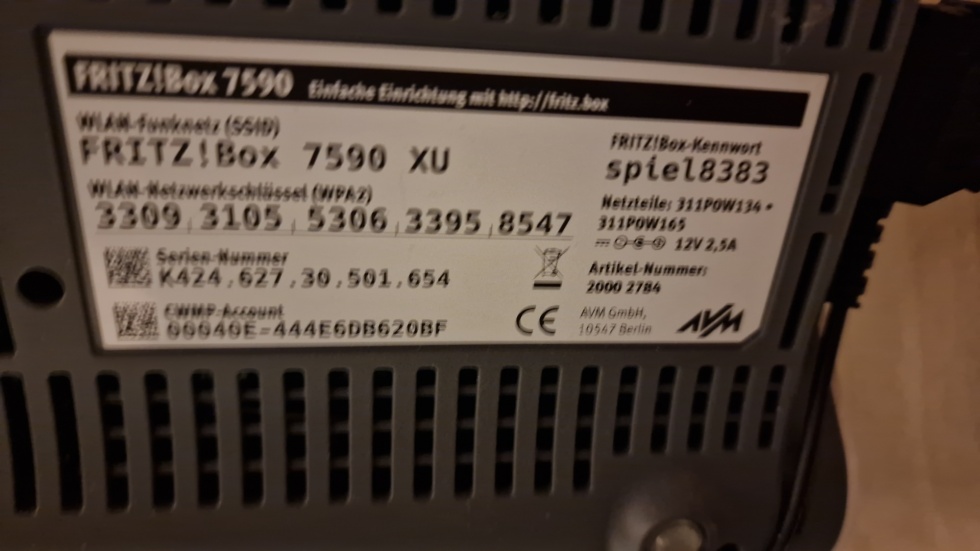 FRITZ!Box 7590 Einfache Einrichtung mit http://fritz.box
WLAN-Funknetz (SSID)
FRITZ!Box 7590 XU
WLAN-Netzwerkschlüssel (WPA2)
3309 3105 5306 3395 8547
Serien-Nummer
K424.627.30.501.654
CWMP-Account
00040E-444E6DB620BF
FRITZ!Box-Kennwort
spiel8383
Netzteile: 311P0W134 •
311P0W165
12V 2,5A
Artikel-Nummer:
2000 2784
CE
AVM GmbH,
10567 Berlin
AVM